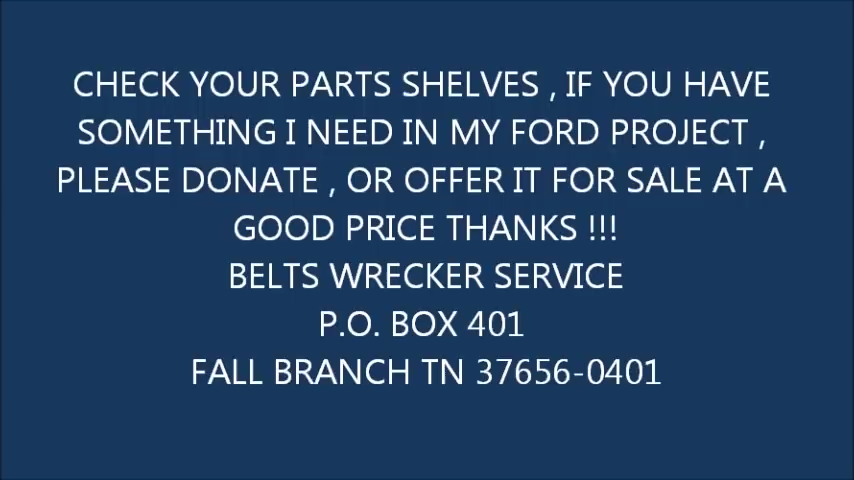 CHECK YOUR PARTS SHELVES , IF YOU HAVE
SOMETHING I NEED IN MY FORD PROJECT ,
PLEASE DONATE , OR OFFER IT FOR SALE AT A
GOOD PRICE THANKS !!!
BELTS WRECKER SERVICE
P.O. BOX 401
FALL BRANCH TN 37656-0401